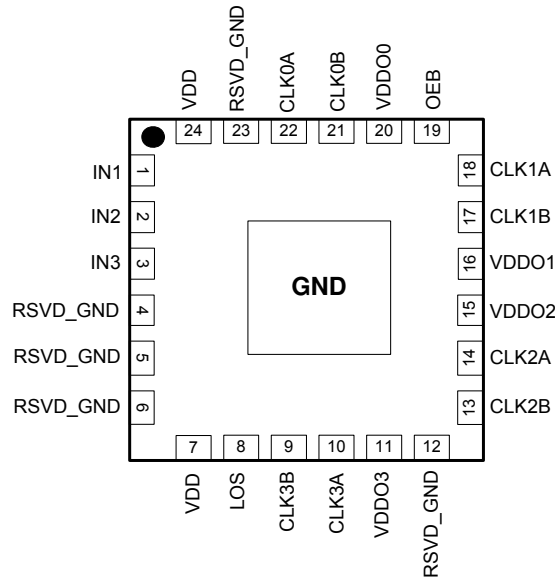 VDD
RSVD_GND
CLK0A
CLK0B
VDDO0
OEB
24
23
22
21
20
19
IN1
1
18
CLK1A
IN2
2
17
CLK1B
IN3
3
16
VDDO1
GND
RSVD_GND
4
15
VDDO2
RSVD_GND
5
14
CLK2A
RSVD_GND
6
13
CLK2B
7
8
9
10
11
12
VDD
LOS
CLK3B
CLK3A
VDDO3
RSVD_GND